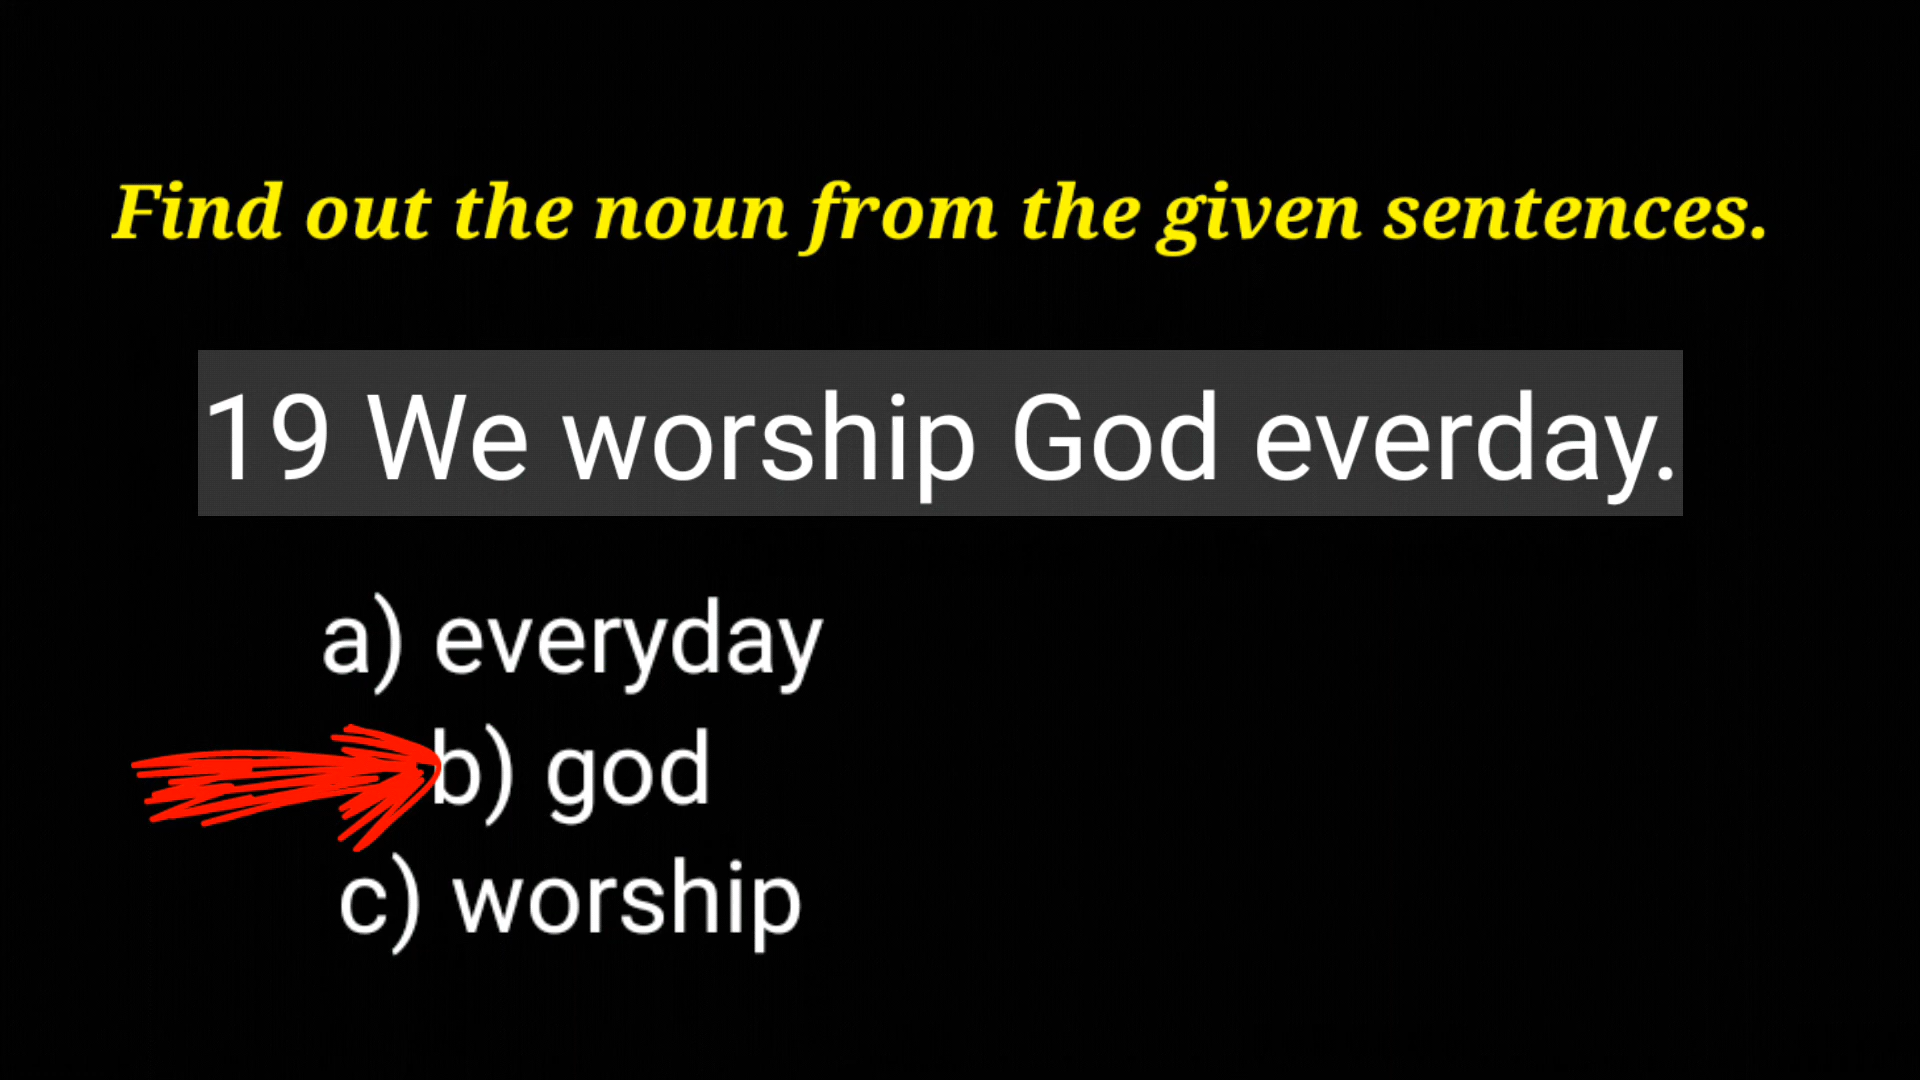 Find out the noun from the given sentences.
19 We worship God everday.
a) everyday
b) god
c) worship